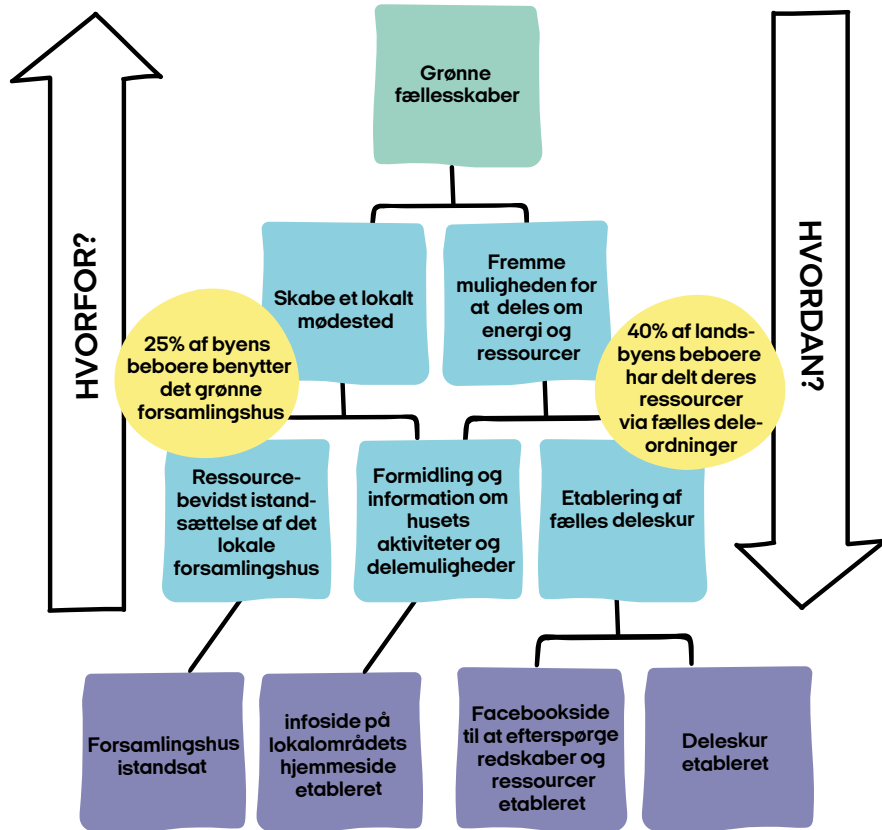 Grønne
fællesskaber
HVORFOR?
HVORDAN?
Skabe et lokalt
mødested
Fremme
muligheden for
at deles om
energi og
ressourcer
25% af byens
beboere benytter
det grønne
forsamlingshus
40% af lands-
byens beboere
har delt deres
ressourcer
via fælles dele-
ordninger
Ressource-
bevidst istand-
sættelse af det
lokale
forsamlingshus
Formidling og
information om
husets
aktiviteter og
delemuligheder
Etablering af
fælles deleskur
Forsamlingshus
istandsat
infoside på
lokalområdets
hjemmeside
etableret
Facebookside
til at efterspørge
redskaber og
ressourcer
etableret
Deleskur
etableret